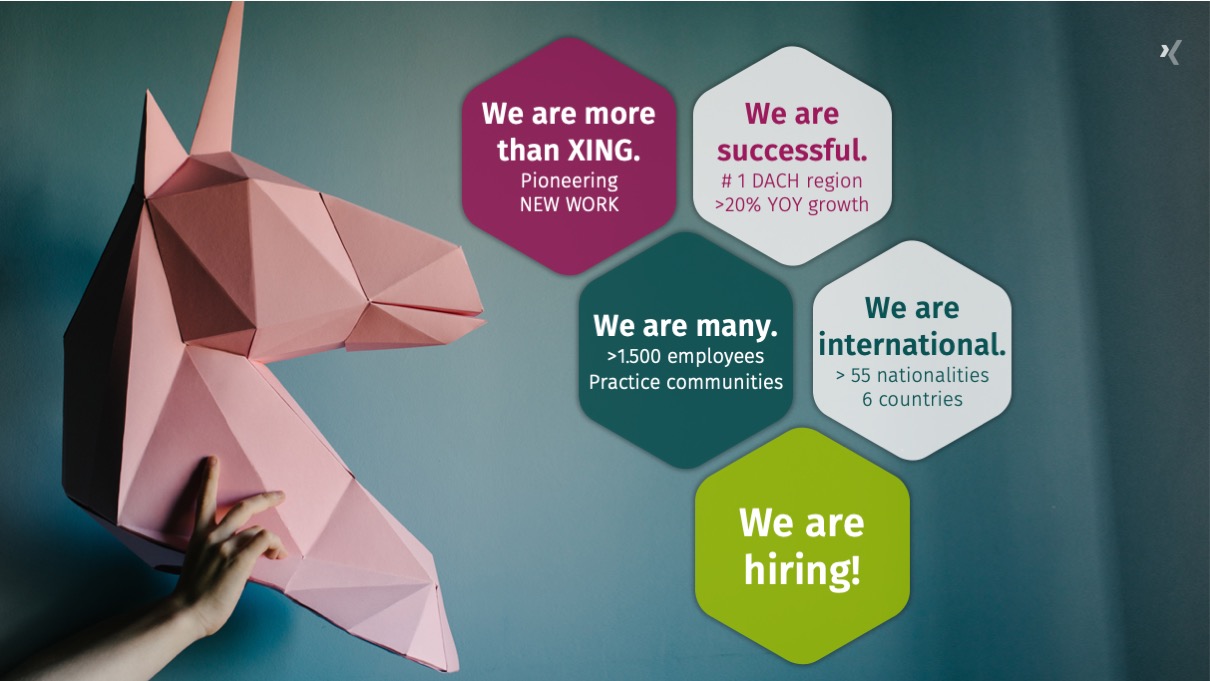 We are more
than XING.
Pioneering
NEW WORK
We are
successful.
# 1 DACH region
>20% YOY growth
We are many.
>1.500 employees
Practice communities
We are
international.
> 55 nationalities
6 countries
We are
hiring!